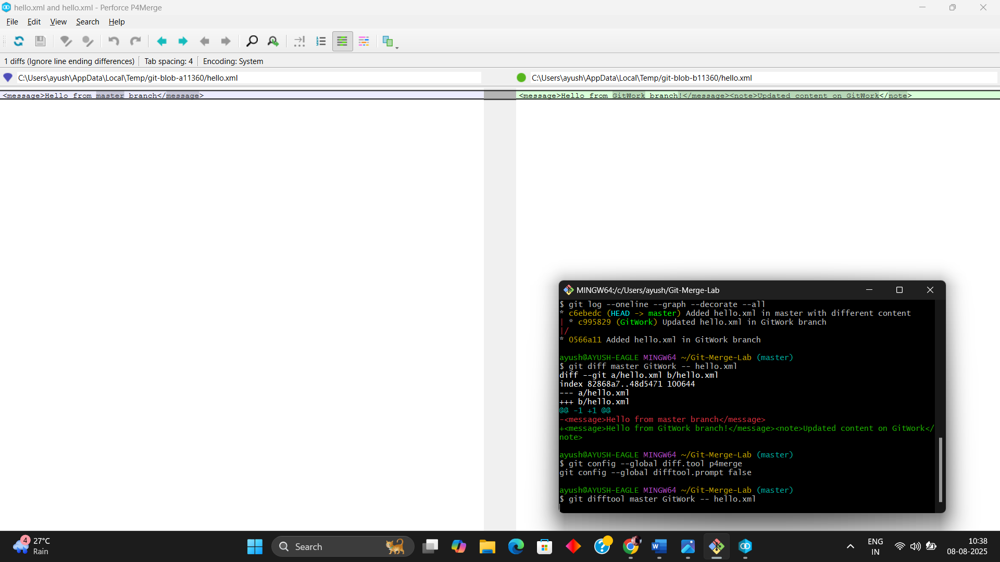 hello.xml and hello.xml - Perforce P4Merge
File Edit View Search Help
1 diffs (Ignore line ending differences) Tab spacing: 4 Encoding: System
C:\Users\ayush\AppData\Local\Temp/git-blob-a11360/hello.xml
C:\Users\ayush\AppData\Local\Temp/git-blob-b11360/hello.xml
<message>Hello from master branch</message>
<message>Hello from GitWork branch!</message><note>Updated content on GitWork</note>
MINGW64:/c/Users/ayush/Git-Merge-Lab
$ git log --oneline --graph --decorate --all
* c6ebedc (HEAD -> master) Added hello.xml in master with different content
| * c995829 (GitWork) Updated hello.xml in GitWork branch
|/
* 0566a11 Added hello.xml in GitWork branch
ayush@AYUSH-EAGLE MINGW64 ~/Git-Merge-Lab (master)
$ git diff master GitWork -- hello.xml
diff --git a/hello.xml b/hello.xml
index 82868a7..48d5471 100644
--- a/hello.xml
+++ b/hello.xml
@@ -1 +1 @@
-<message>Hello from master branch</message>
+<message>Hello from GitWork branch!</message><note>Updated content on GitWork</
note>
ayush@AYUSH-EAGLE MINGW64 ~/Git-Merge-Lab (master)
$ git config --global diff.tool p4merge
git config --global difftool.prompt false
ayush@AYUSH-EAGLE MINGW64 ~/Git-Merge-Lab (master)
$ git difftool master GitWork -- hello.xml
4
27°C
Rain
Search
ENG
IN
10:38
08-08-2025